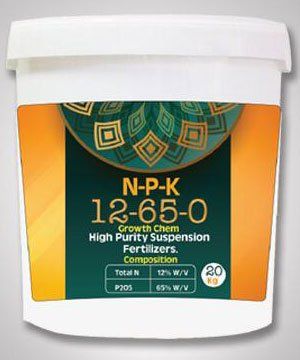 N-P-K
12-65-0
Growth Chem
High Purity Suspension
Fertilizers.
Composition
Total N 12% W/V
P2O5 65% W/V
20
Kg